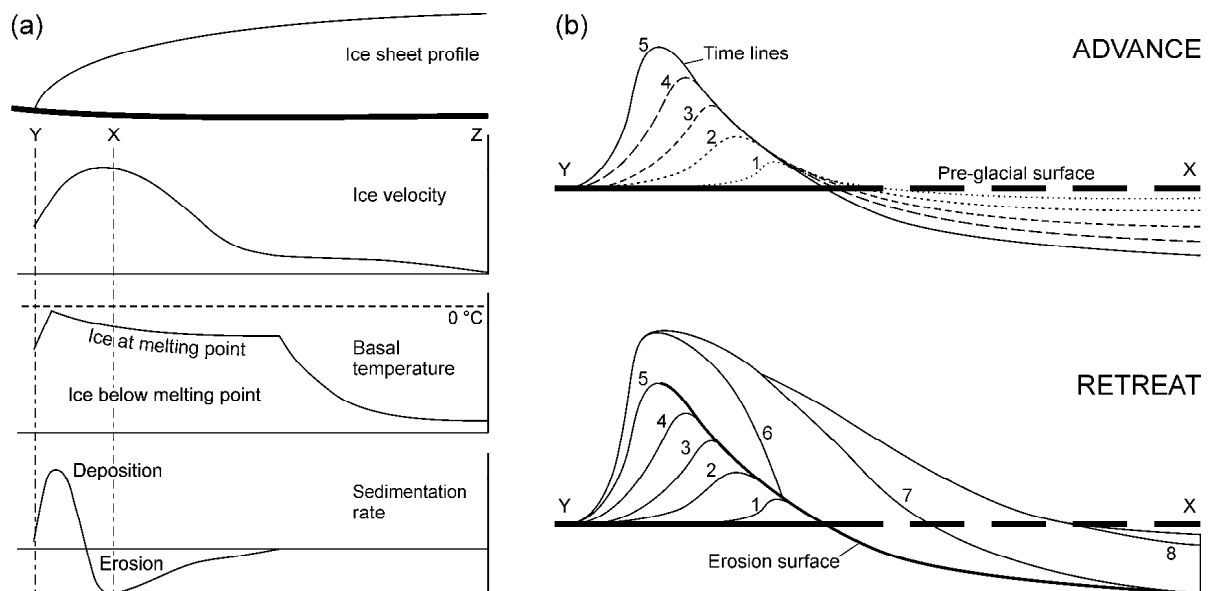 (a)
Ice sheet profile
Y
X
Z
Ice velocity
0 °C
Ice at melting point
Basal
temperature
Ice below melting point
Deposition
Sedimentation
rate
Erosion
(b)
ADVANCE
5
Time lines
4
3
2
1
Y
Pre-glacial surface
X
RETREAT
5
4
6
3
2
1
7
Y
X
Erosion surface
8